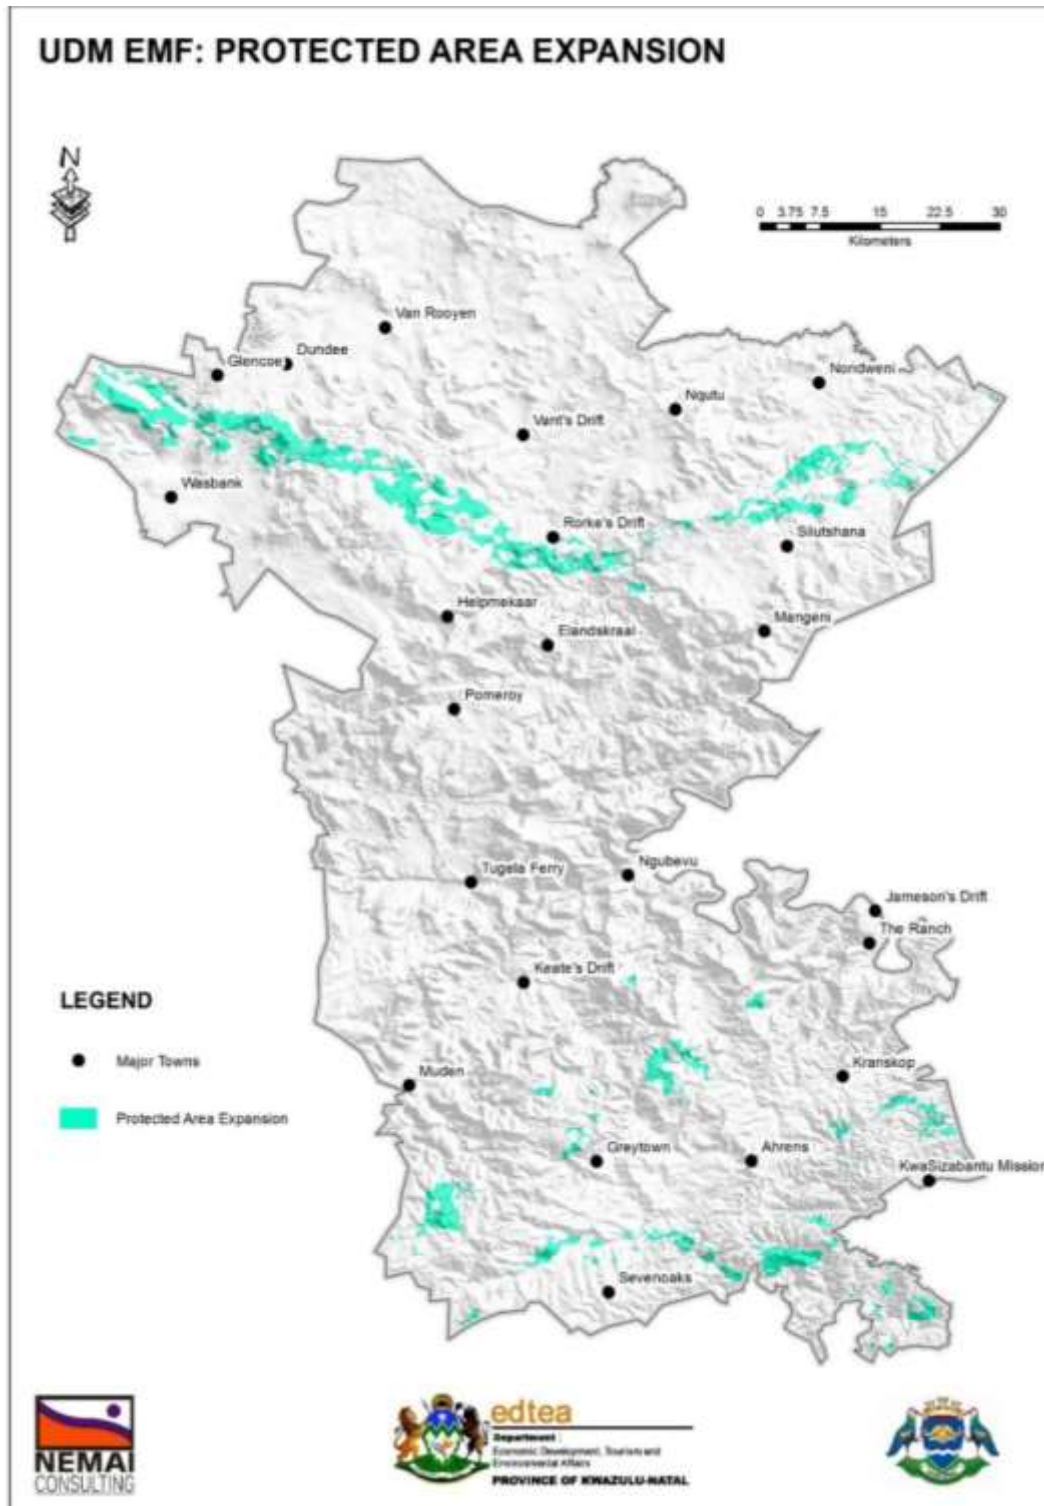 UDM EMF: PROTECTED AREA EXPANSION
N
0 3.75 7.5 15 22.5 30
Kilometers
Van Rooyen
Dundee
Glencoe
Nondweni
Nqutu
Vant's Drift
Wasbank
Rorke's Drift
Silutshana
Helpmekaar
Mangeni
Elandskraal
Pomeroy
Tugela Ferry
Ngubevu
Jameson's Drift
The Ranch
Keate's Drift
LEGEND
Major Towns
Kranskop
Muden
Protected Area Expansion
Greytown
Ahrens
KwaSizabantu Mission
Sevenoaks
NEMAI
CONSULTING
edtea
Department:
Economic Development, Tourism and
Environmental Affairs
PROVINCE OF KWAZULU-NATAL